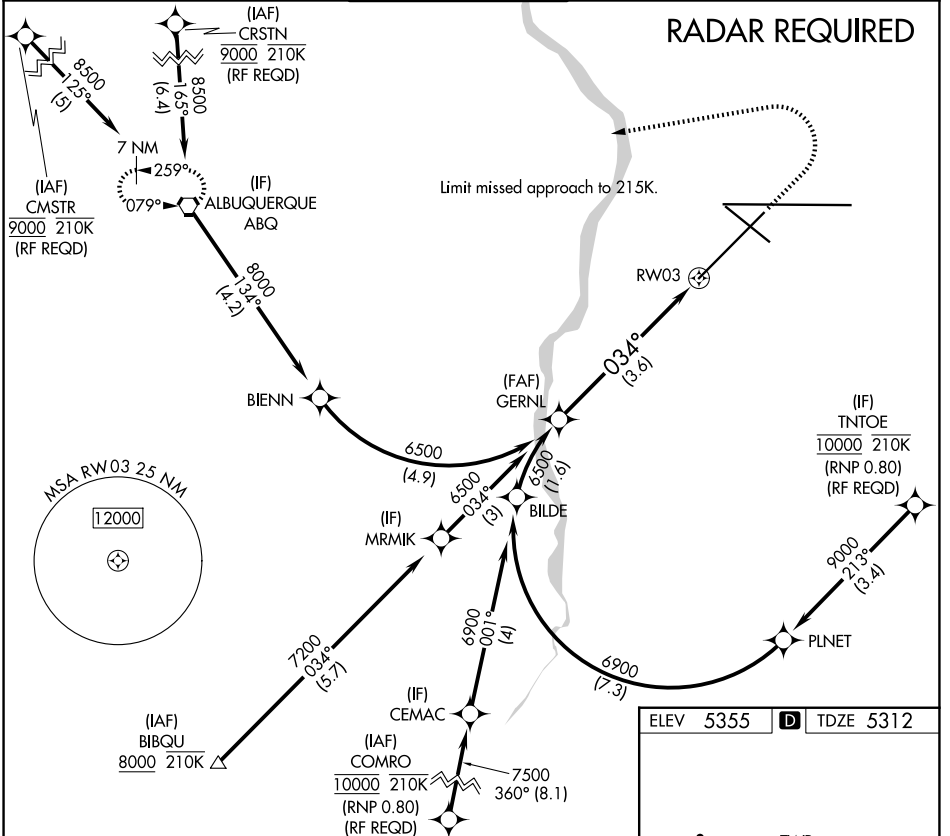 RADAR REQUIRED
(IAF)
CRSTN
9000 210K
(RF REQD)
8500
125°
(5)
8500
165°
(6.4)
7 NM
259°
079°
(IF)
ALBUQUERQUE
ABQ
(IAF)
CMSTR
9000 210K
(RF REQD)
Limit missed approach to 215K.
RW03
8000
134°
(4.2)
034°
(3.6)
BIENN
(FAF)
GERNL
6500
(4.9)
6500
(1.6)
6500
034°
(3)
BILDE
(IF)
MRMIK
(IF)
TNTOE
10000 210K
(RNP 0.80)
(RF REQD)
MSA RW03 25 NM
12000
9000
213°
(3.4)
PLNET
7200
034°
(5.7)
6900
001°
(4)
6900
(7.3)
(IAF)
BIBQU
8000 210K
(IF)
CEMAC
(IAF)
COMRO
10000 210K
(RNP 0.80)
(RF REQD)
7500
360° (8.1)
ELEV 5355 D TDZE 5312